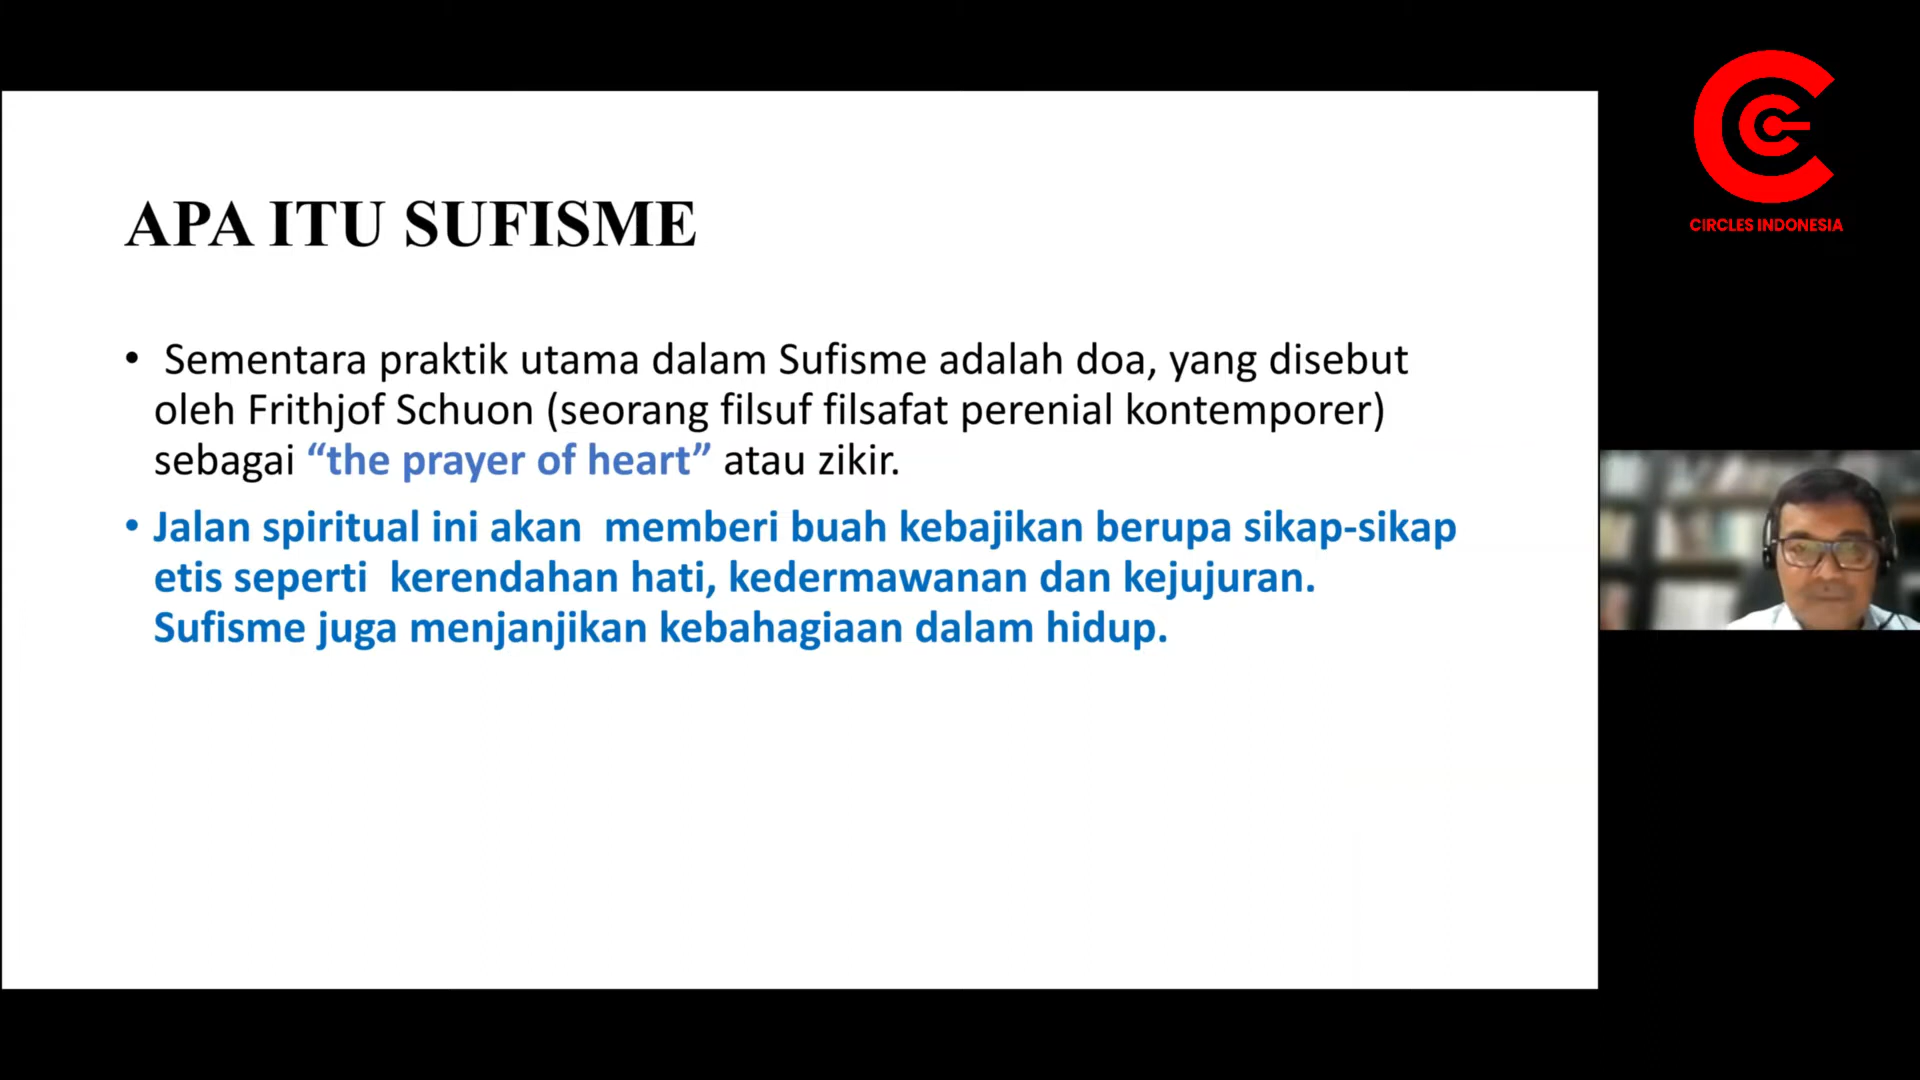 APA ITU SUFISME
• Sementara praktik utama dalam Sufisme adalah doa, yang disebut
oleh Frithjof Schuon (seorang filsuf filsafat perenial kontemporer)
sebagai “the prayer of heart” atau zikir.
• Jalan spiritual ini akan memberi buah kebajikan berupa sikap-sikap
etis seperti kerendahan hati, kedermawanan dan kejujuran.
Sufisme juga menjanjikan kebahagiaan dalam hidup.
CIRCLES INDONESIA